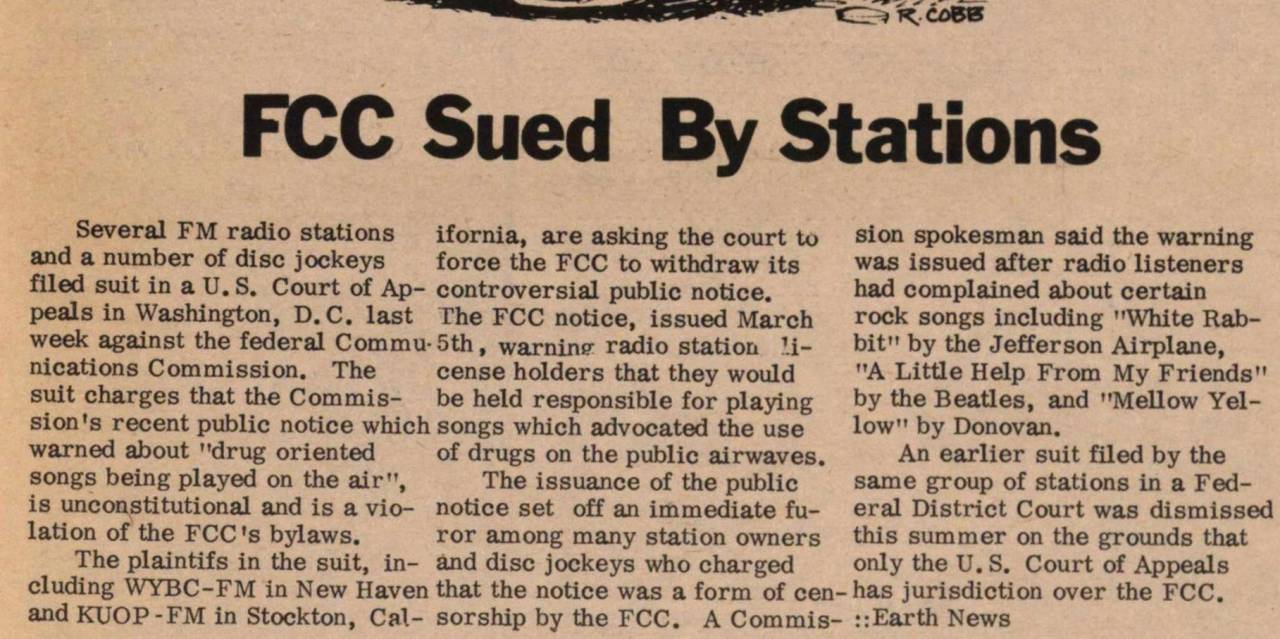 R. COBB
FCC Sued By Stations
Several FM radio stations
and a number of disc jockeys
filed suit in a U.S. Court of Ap-
peals in Washington, D.C. last
week against the federal Commu-
nications Commission. The
suit charges that the Commis-
sion's recent public notice which
warned about "drug oriented
songs being played on the air",
is unconstitutional and is a vio-
lation of the FCC's bylaws.
The plaintifs in the suit, in-
cluding WYBC-FM in New Haven
and KUOP-FM in Stockton, Cal-
ifornia, are asking the court to
force the FCC to withdraw its
controversial public notice.
The FCC notice, issued March
5th, warning radio station li-
cense holders that they would
be held responsible for playing
songs which advocated the use
of drugs on the public airwaves.
The issuance of the public
notice set off an immediate fu-
ror among many station owners
and disc jockeys who charged
that the notice was a form of cen-
sorship by the FCC. A Commis-
sion spokesman said the warning
was issued after radio listeners
had complained about certain
rock songs including "White Rab-
bit" by the Jefferson Airplane,
"A Little Help From My Friends"
by the Beatles, and "Mellow Yel-
low" by Donovan.
An earlier suit filed by the
same group of stations in a Fed-
eral District Court was dismissed
this summer on the grounds that
only the U.S. Court of Appeals
has jurisdiction over the FCC.
::Earth News